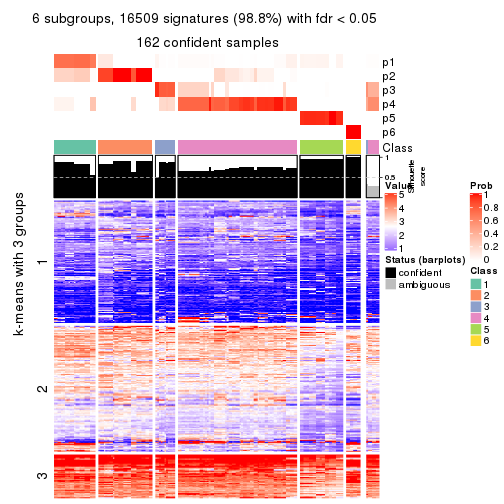 6 subgroups, 16509 signatures (98.8%) with fdr < 0.05
162 confident samples
p1
p2
p3
p4
p5
p6
Class
1
0.5
0
Silhouette
score
k-means with 3 groups
1
2
3
Value
5
4
3
2
1
Status (barplots)
confident
ambiguous
Prob
1
0.8
0.6
0.4
0.2
0
Class
1
2
3
4
5
6